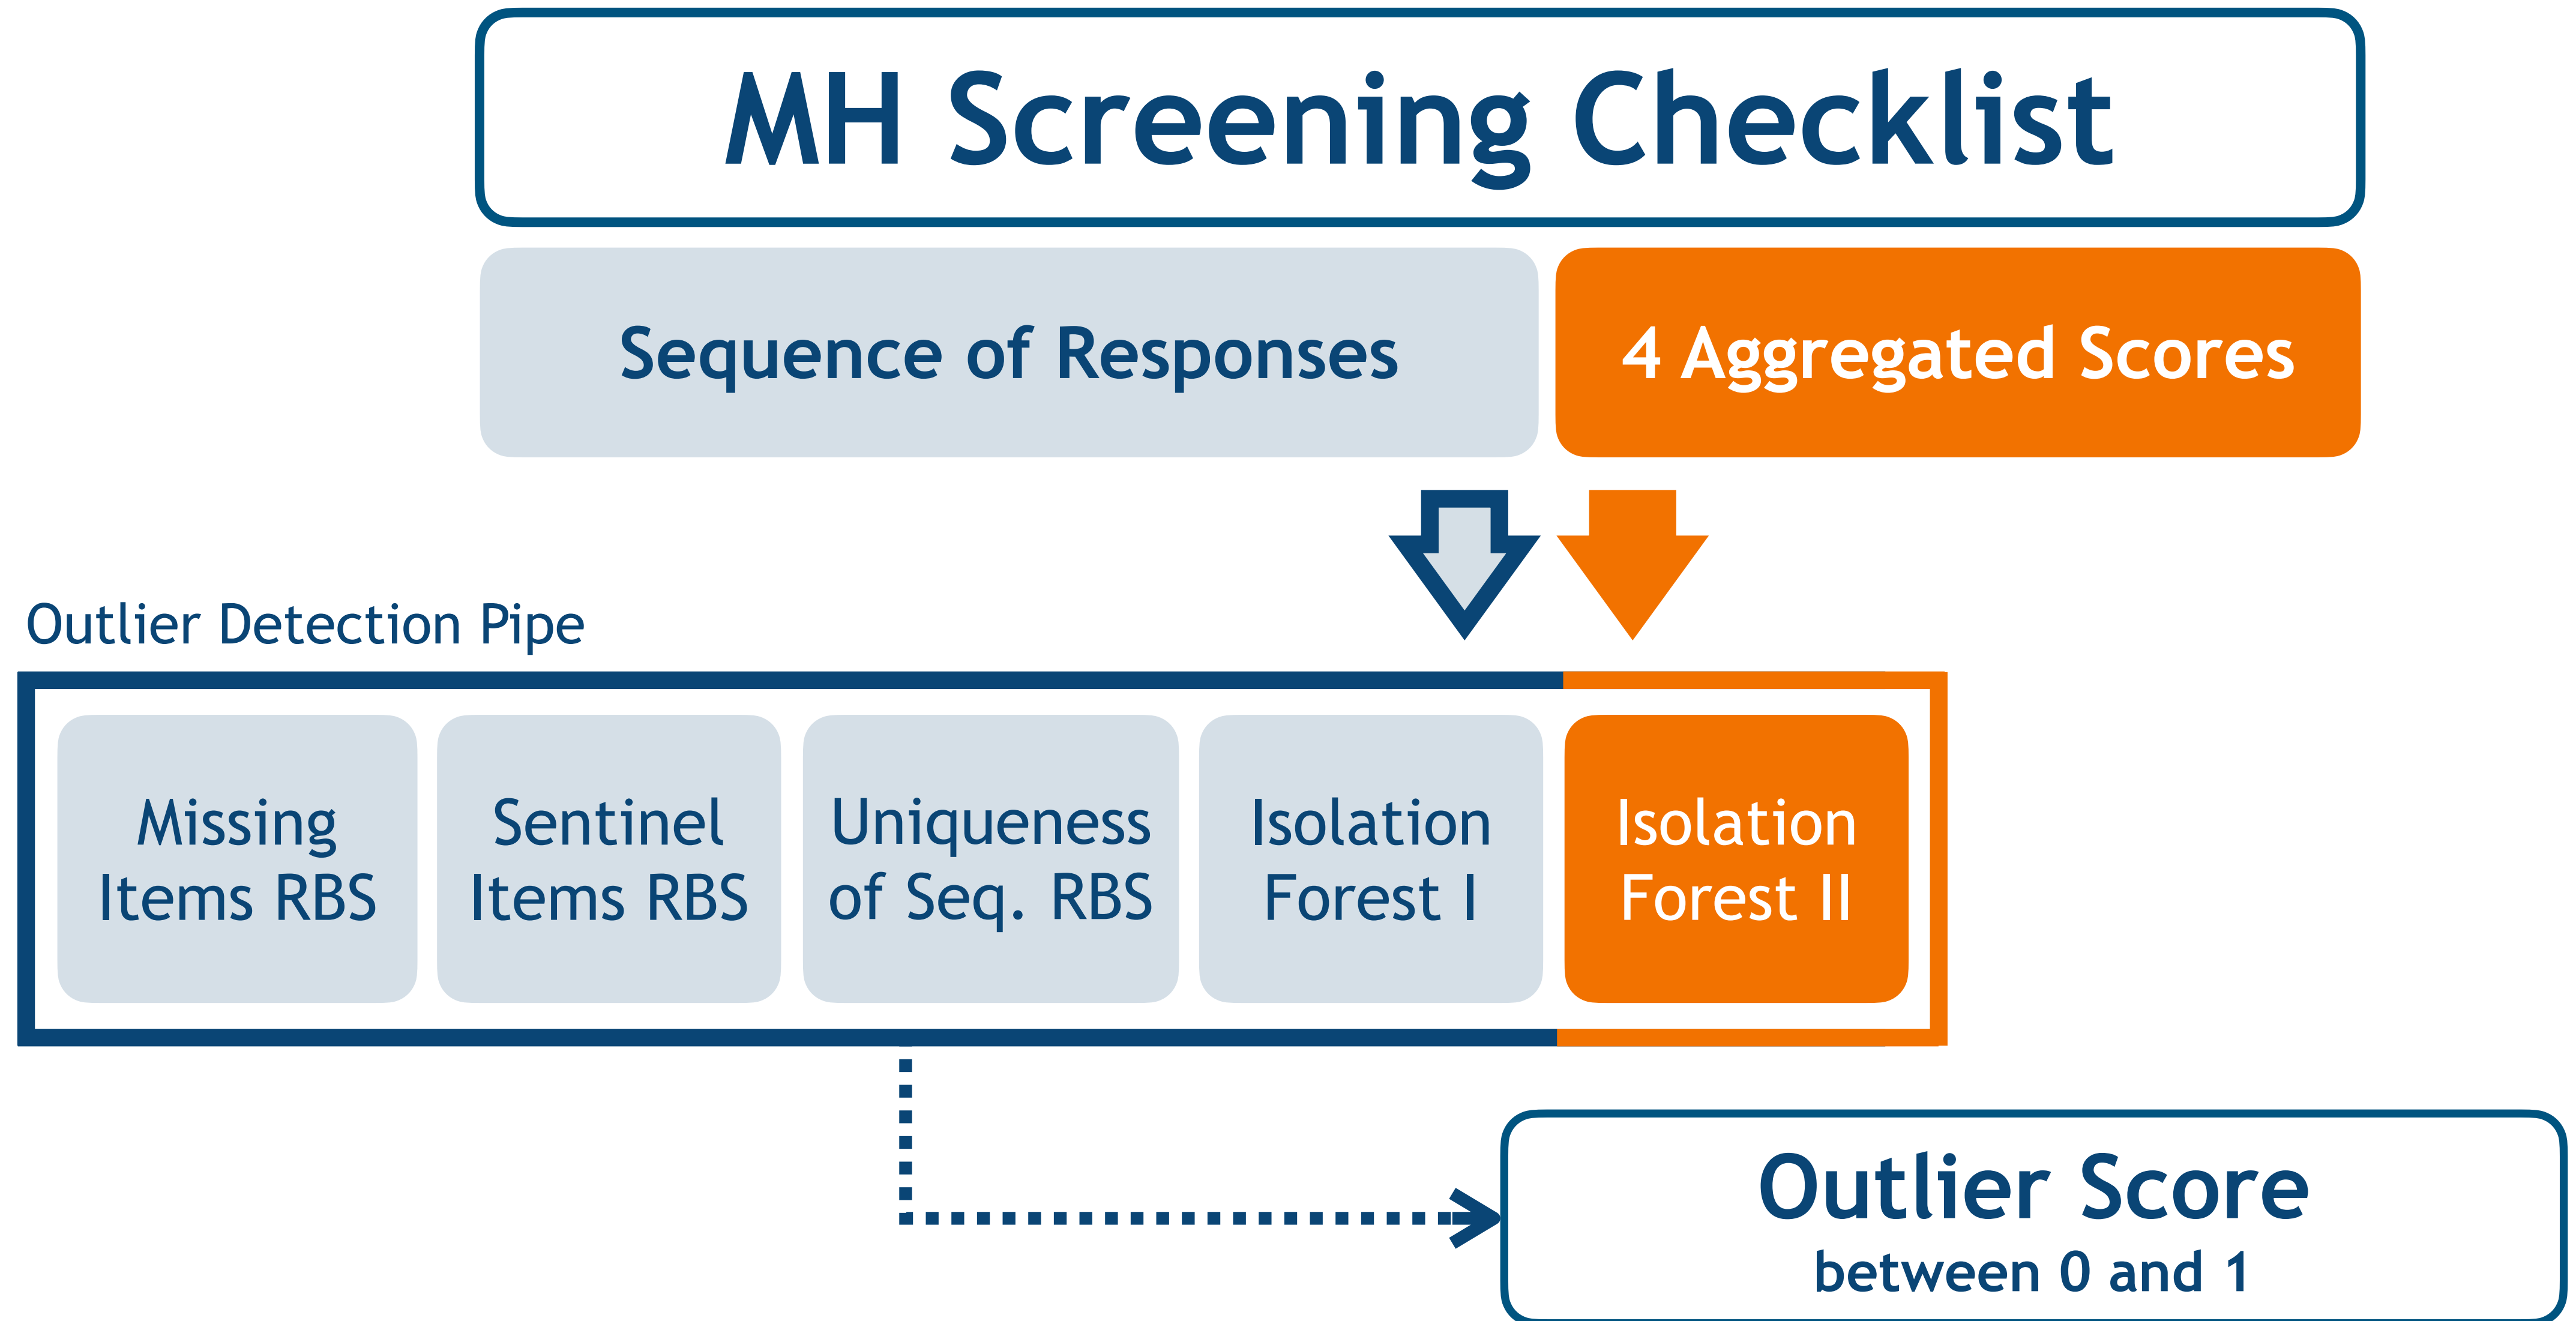 MH Screening Checklist
Sequence of Responses
4 Aggregated Scores
Outlier Detection Pipe
Missing
Items RBS
Sentinel
Items RBS
Uniqueness
of Seq. RBS
Isolation
Forest I
Isolation
Forest II
Outlier Score
between 0 and 1